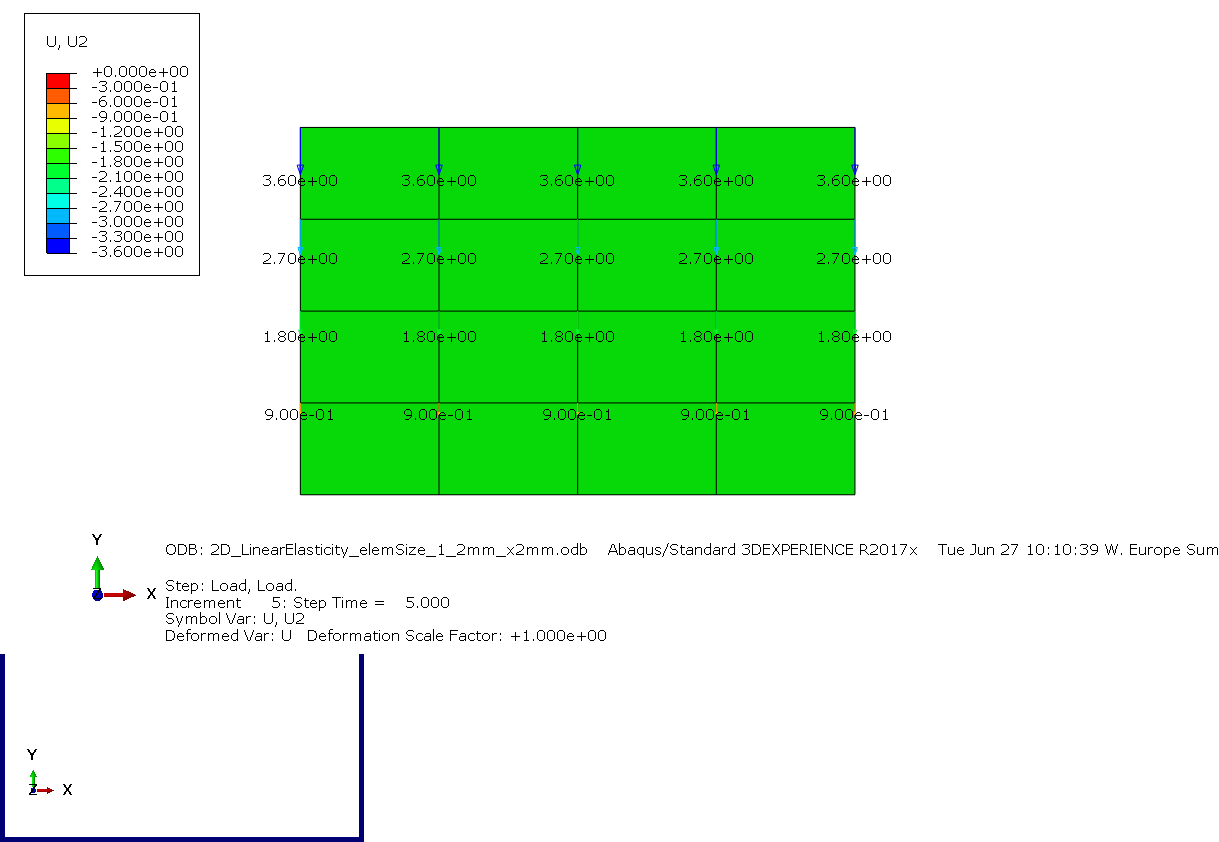 U, U2
+0.000e+00
-3.000e-01
-6.000e-01
-9.000e-01
-1.200e+00
-1.500e+00
-1.800e+00
-2.100e+00
-2.400e+00
-2.700e+00
-3.000e+00
-3.300e+00
-3.600e+00
3.60e+00 3.60e+00 3.60e+00 3.60e+00 3.60e+00
2.70e+00 2.70e+00 2.70e+00 2.70e+00 2.70e+00
1.80e+00 1.80e+00 1.80e+00 1.80e+00 1.80e+00
9.00e-01 9.00e-01 9.00e-01 9.00e-01 9.00e-01
Y
Z X
ODB: 2D_LinearElasticity_elemSize_1_2mm_x2mm.odb Abaqus/Standard 3DEXPERIENCE R2017x Tue Jun 27 10:10:39 W. Europe Sum
Step: Load, Load.
Increment 5: Step Time = 5.000
Symbol Var: U, U2
Deformed Var: U Deformation Scale Factor: +1.000e+00
Y
Z X